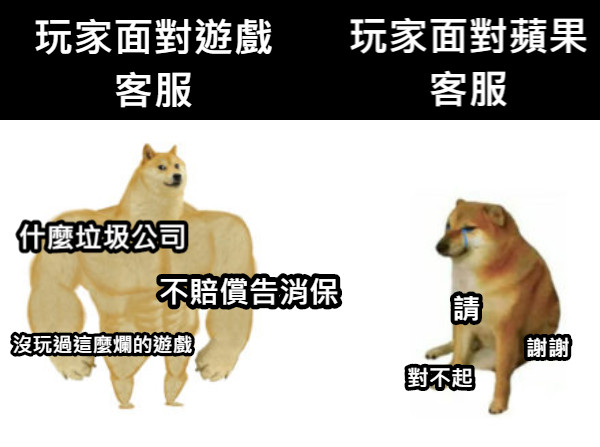 玩家面對遊戲
客服
玩家面對蘋果
客服
什麼垃圾公司
不賠償告消保
沒玩過這麼爛的遊戲
請
謝謝
對不起